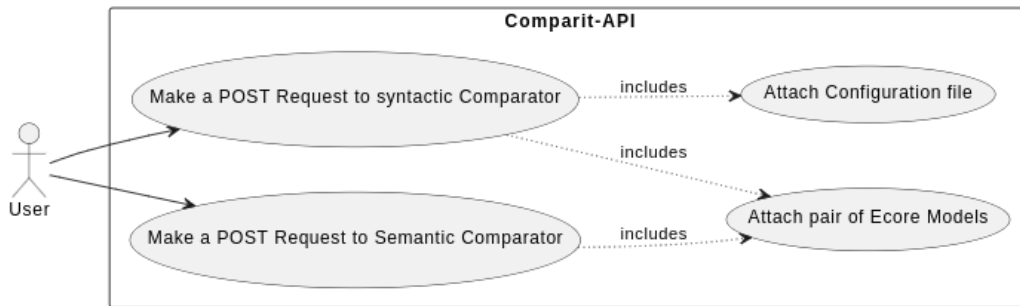 Comparit-API
Make a POST Request to syntactic Comparator
includes
Attach Configuration file
includes
User
Make a POST Request to Semantic Comparator
includes
Attach pair of Ecore Models